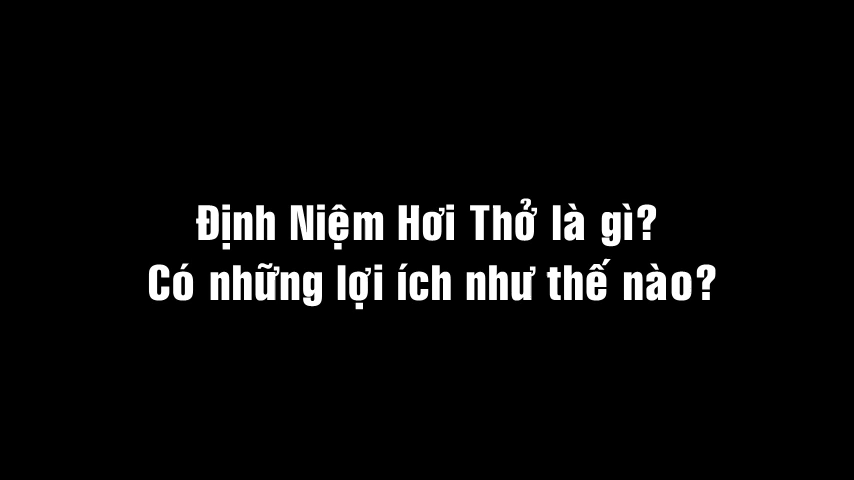 Định Niệm Hơi Thở là gì?
Có những lợi ích như thế nào?